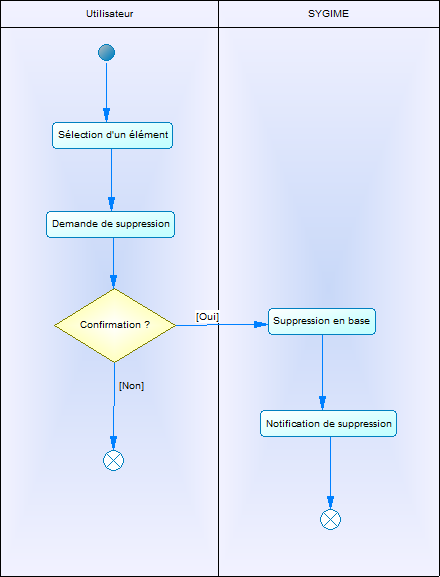 Utilisateur
SYGIME
Sélection d'un élément
Demande de suppression
Confirmation ?
[Oui]
Suppression en base
[Non]
Notification de suppression